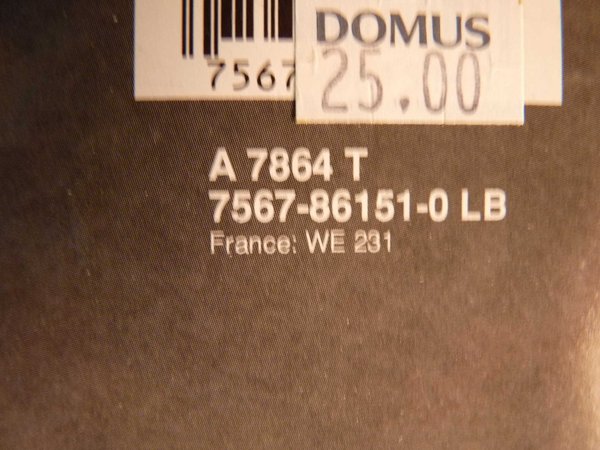 DOMUS
7567
25.00
A 7864 T
7567-86151-0 LB
France: WE 231